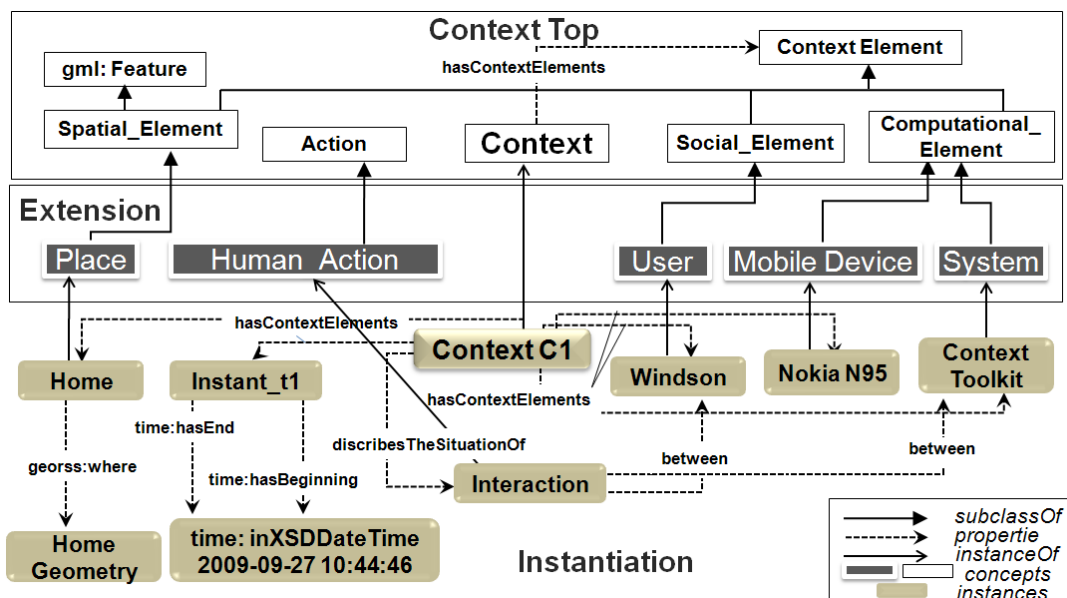 Context Top
Context Element
hasContextElements
gml: Feature
Spatial_Element
Action
Context
Social_Element
Computational_
Element
Extension
Place
Human Action
User
Mobile Device
System
hasContextElements
Context C1
Home
Instant_t1
Windson
Nokia N95
Context
Toolkit
hasContextElements
time:hasEnd
discribesTheSituationOf
between
between
georss:where
time:hasBeginning
Interaction
Home
Geometry
time: inXSDDateTime
2009-09-27 10:44:46
Instantiation
subclassOf
propertie
instanceOf
concepts
instances